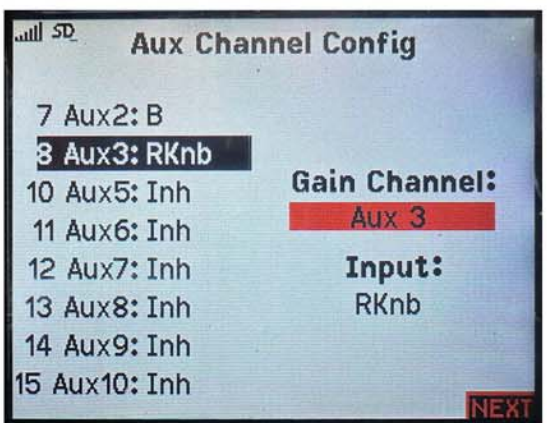 SD
Aux Channel Config
7 Aux2: B
8 Aux3: RKnb
10 Aux5: Inh
11 Aux6: Inh
12 Aux7: Inh
13 Aux8: Inh
14 Aux9: Inh
15 Aux10: Inh
Gain Channel:
Aux 3
Input:
RKnb
NEXT